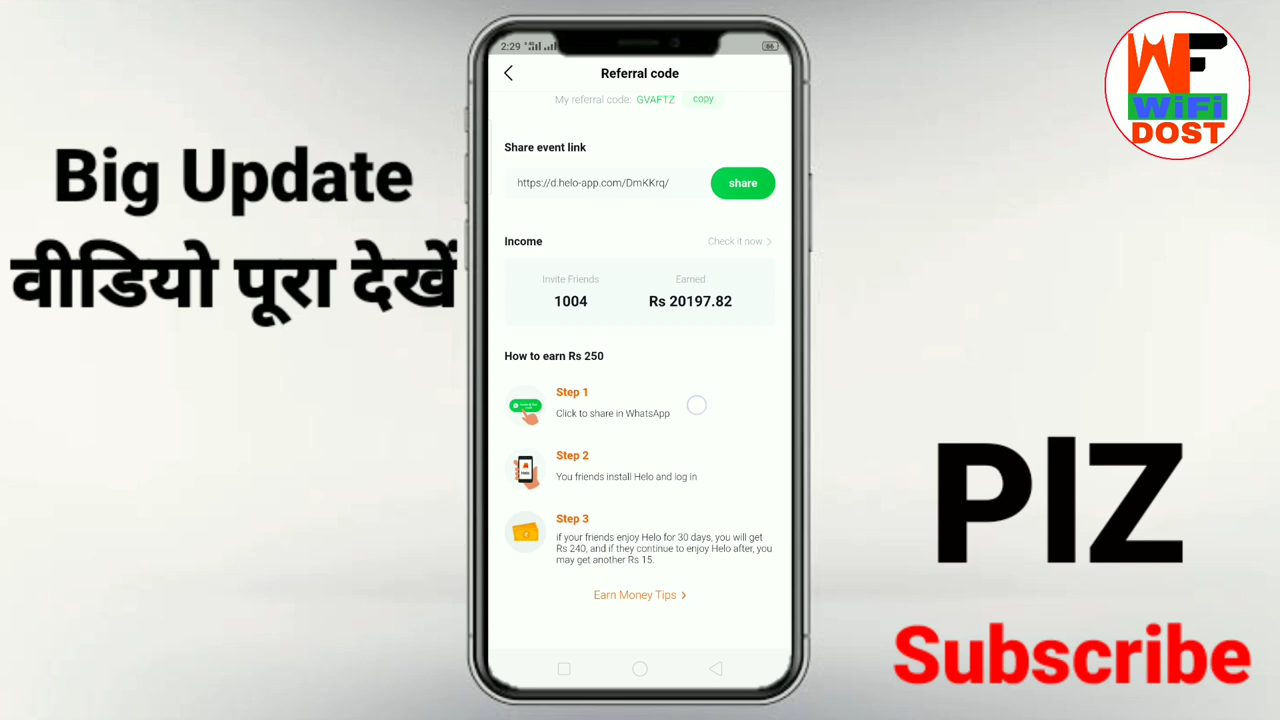 Big Update
वीडियो पूरा देखें
2:29
66
Referral code
My referral code: GVAFTZ copy
Share event link
https://d.helo-app.com/DmKKrq/ share
Income Check it now >
Invite Friends Earned
1004 Rs 20197.82
How to earn Rs 250
Step 1
Click to share in WhatsApp
Step 2
You friends install Helo and log in
Step 3
if your friends enjoy Helo for 30 days, you will get
Rs 240, and if they continue to enjoy Helo after, you
may get another Rs 15.
Earn Money Tips >
WF
WiFi
DOST
PlZ
Subscribe